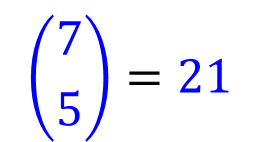 (7
5) = 21